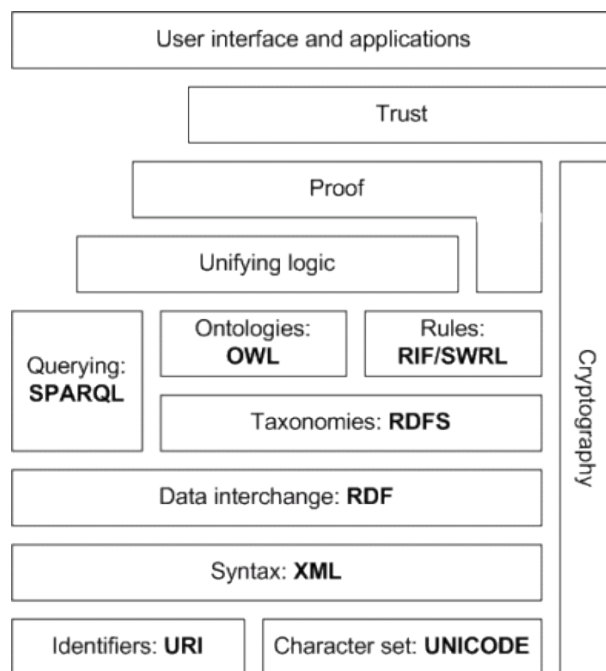 User interface and applications
Trust
Proof
Unifying logic
Querying:
SPARQL
Ontologies:
OWL
Rules:
RIF/SWRL
Taxonomies: RDFS
Cryptography
Data interchange: RDF
Syntax: XML
Identifiers: URI
Character set: UNICODE